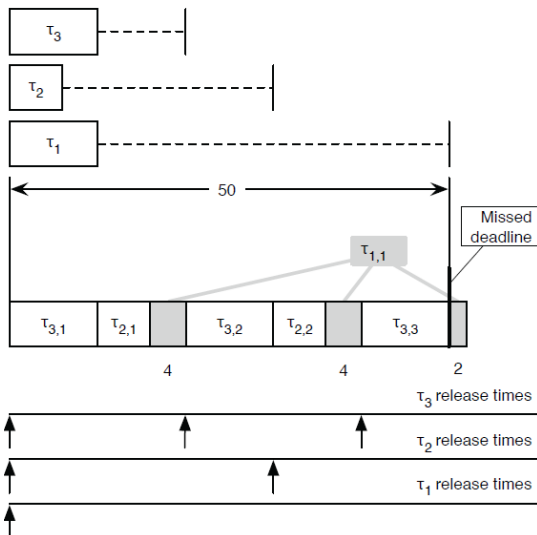 τ3
τ2
τ1
50
Missed
deadline
τ1,1
τ3,1 τ2,1 τ3,2 τ2,2 τ3,3
4 4 2
τ3 release times
τ2 release times
τ1 release times